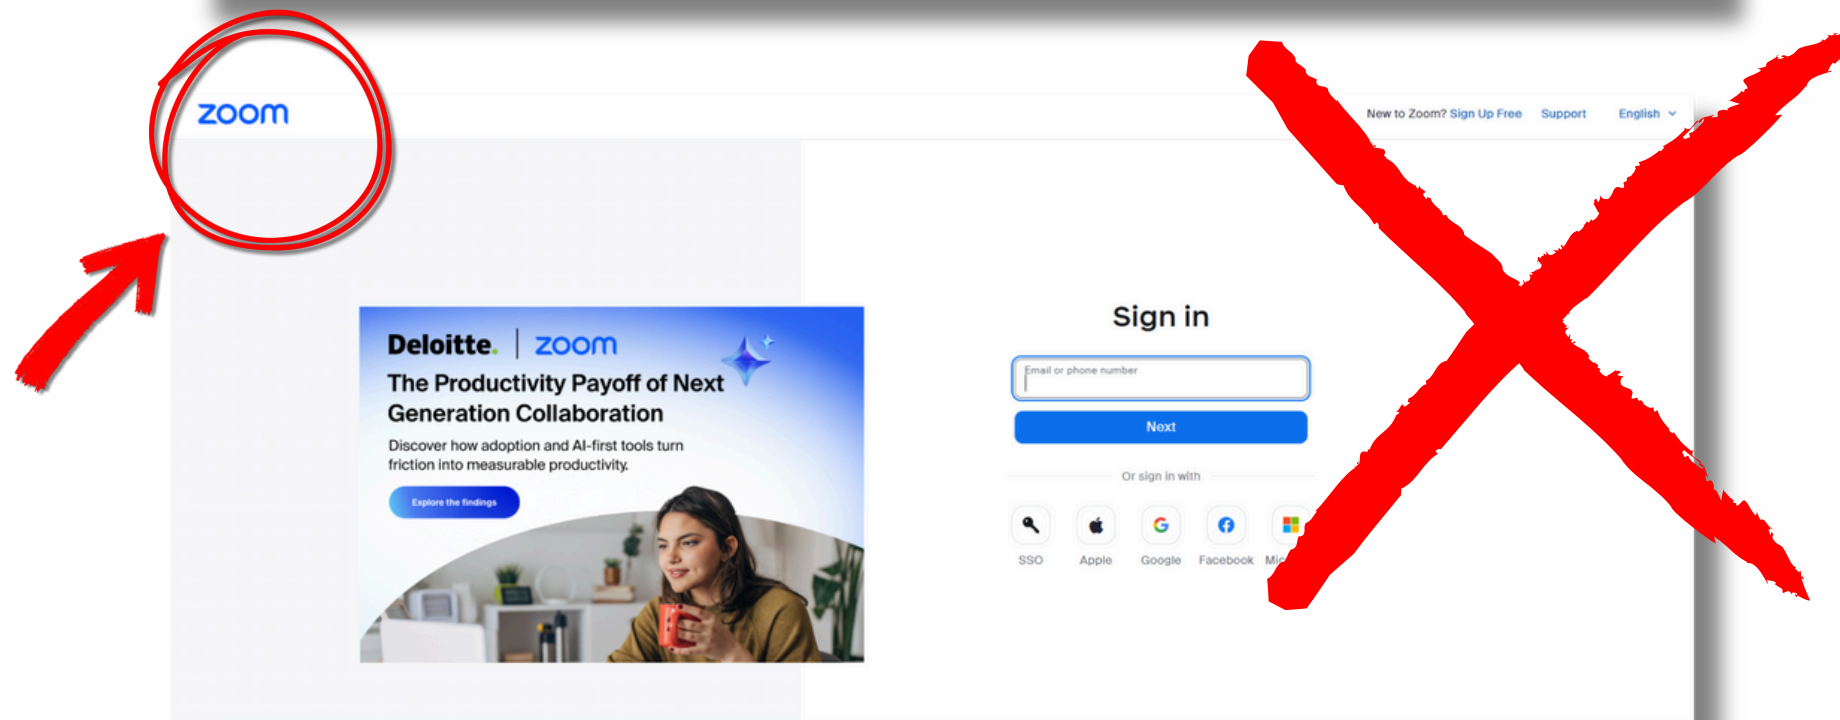 zoom
New to Zoom? Sign Up Free Support English
Deloitte. | zoom
The Productivity Payoff of Next
Generation Collaboration
Discover how adoption and AI-first tools turn
friction into measurable productivity.
Explore the findings
Sign in
Email or phone number
Next
Or sign in with
SSO Apple Google Facebook